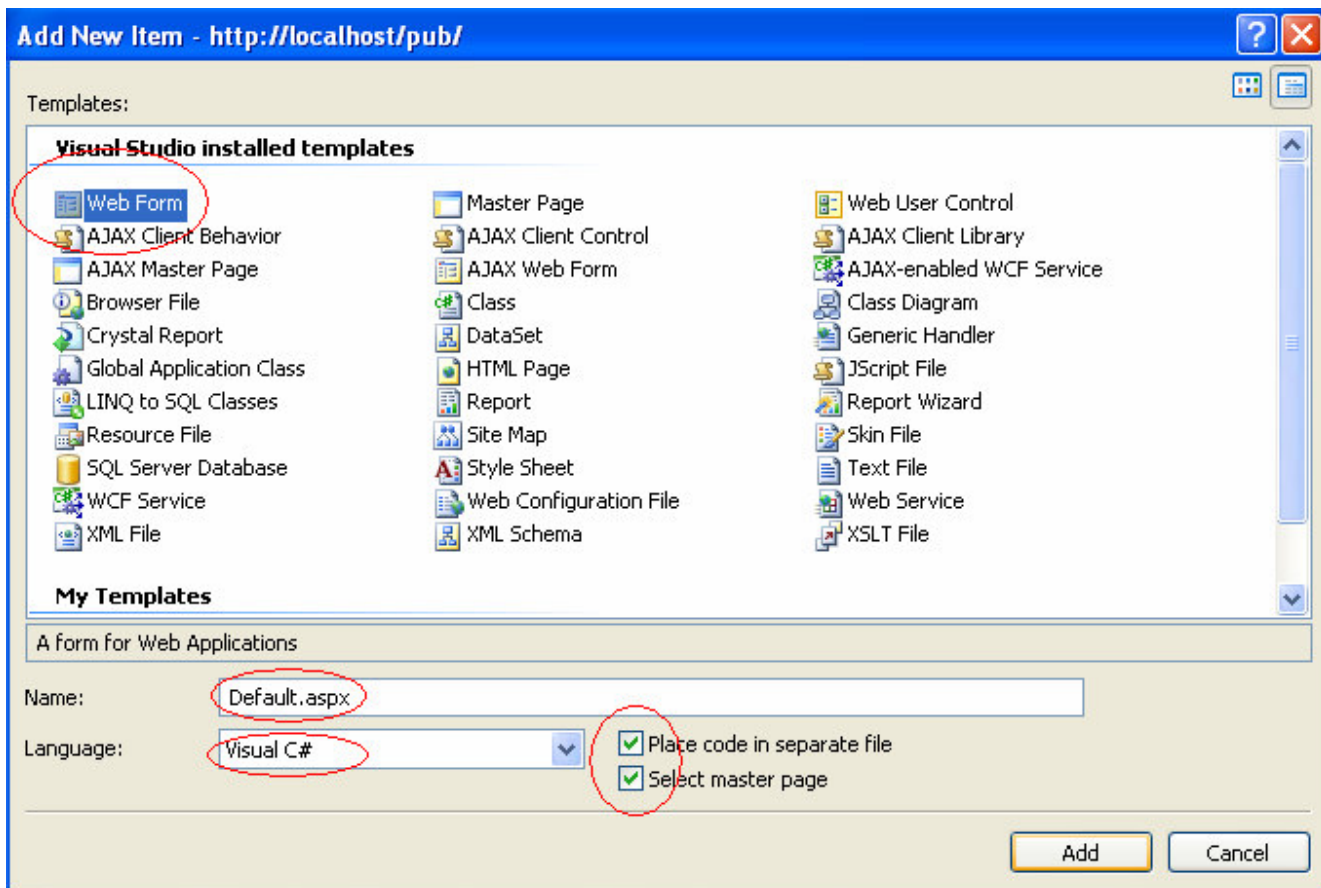 Add New Item - http://localhost/pub/
Templates:
Visual Studio installed templates
Web Form Master Page Web User Control
AJAX Client Behavior AJAX Client Control AJAX Client Library
AJAX Master Page AJAX Web Form AJAX-enabled WCF Service
Browser File Class Class Diagram
Crystal Report DataSet Generic Handler
Global Application Class HTML Page JScript File
LINQ to SQL Classes Report Report Wizard
Resource File Site Map Skin File
SQL Server Database Style Sheet Text File
WCF Service Web Configuration File Web Service
XML File XML Schema XSLT File
My Templates
A form for Web Applications
Name: Default.aspx
Language: Visual C# Place code in separate file
Select master page
Add Cancel